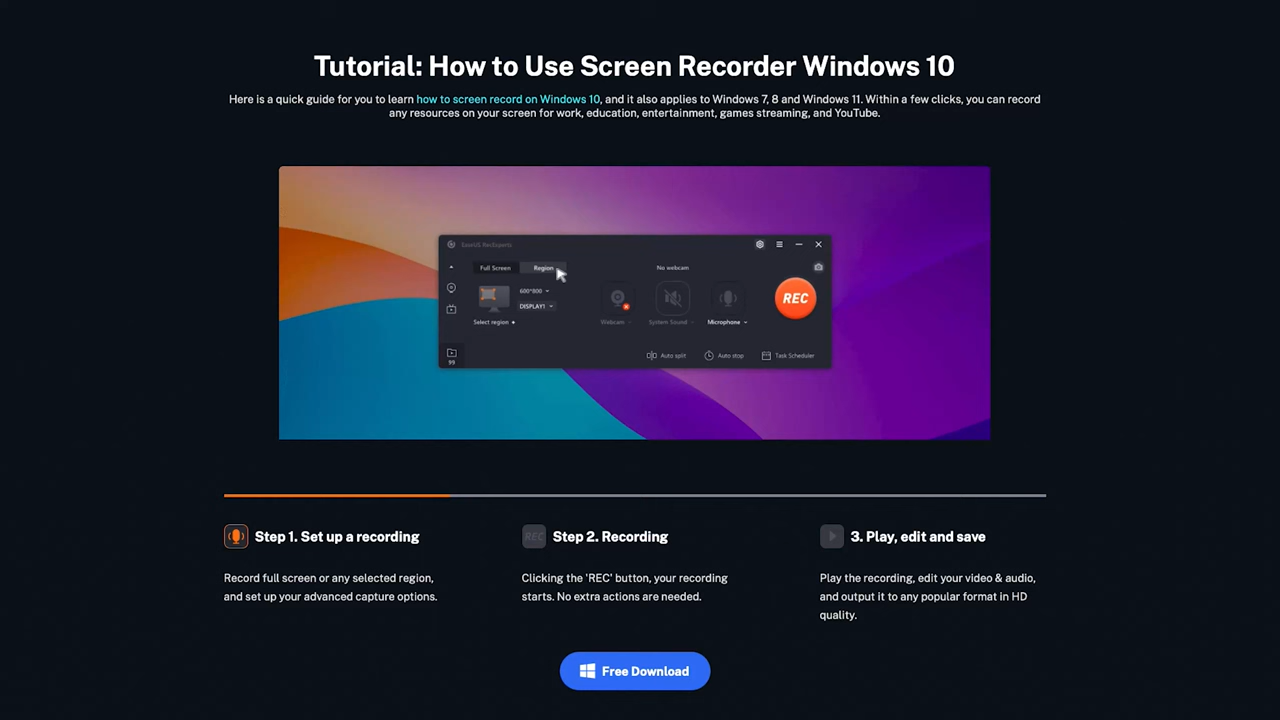 Tutorial: How to Use Screen Recorder Windows 10
Here is a quick guide for you to learn how to screen record on Windows 10, and it also applies to Windows 7, 8 and Windows 11. Within a few clicks, you can record
any resources on your screen for work, education, entertainment, games streaming, and YouTube.
EaseUS RecExperts
Full Screen Region
No webcam
600*800
DISPLAY1
REC
Select region
Webcam
System Sound
Microphone
99
Auto split
Auto stop
Task Scheduler
Step 1. Set up a recording
Record full screen or any selected region,
and set up your advanced capture options.
REC
Step 2. Recording
Clicking the 'REC' button, your recording
starts. No extra actions are needed.
3. Play, edit and save
Play the recording, edit your video & audio,
and output it to any popular format in HD
quality.
Free Download